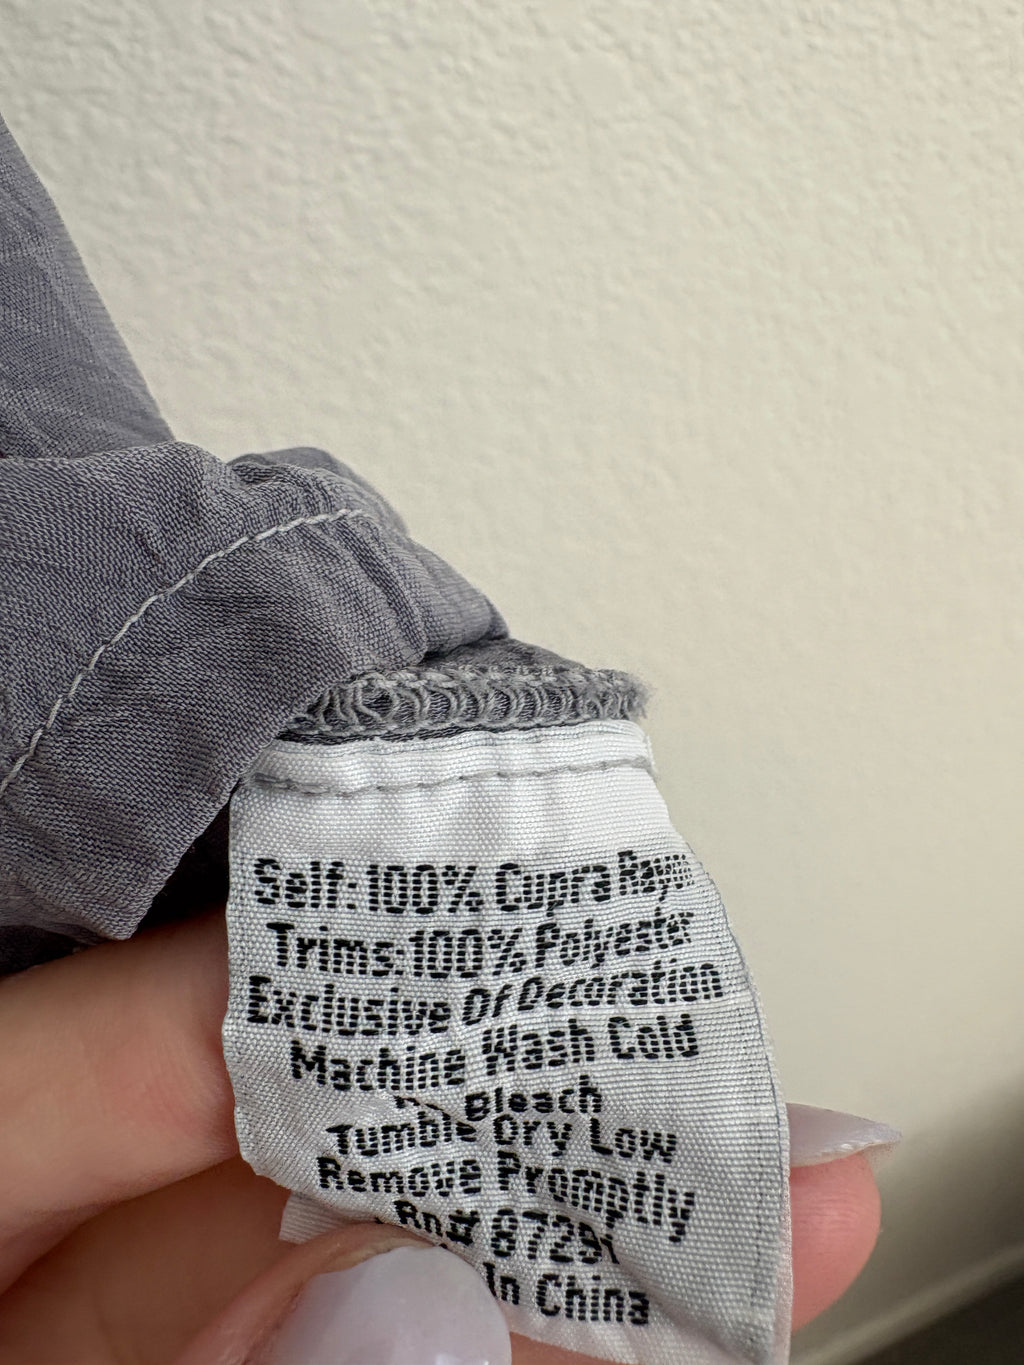 Self: 100% Cupra Rayon
Trims: 100% Polyester
Exclusive Of Decoration
Machine Wash Cold
Bleach
Tumble Dry Low
Remove Promptly
Rn# 87291
In China